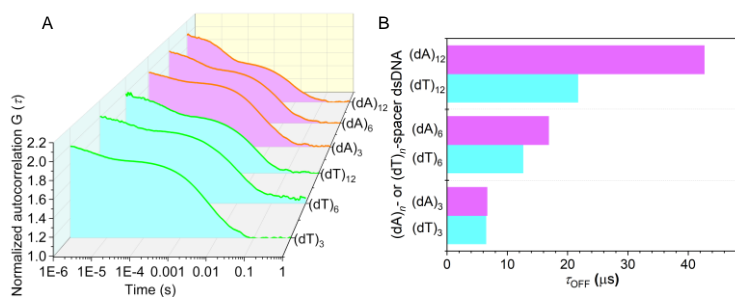 A
Normalized autocorrelation G (τ)
2.2
2.0
1.8
1.6
1.4
1.2
1.0
1E-6
1E-5
1E-4
0.001
0.01
0.1
1
Time (s)
(dA)12
(dA)6
(dA)3
(dT)12
(dT)6
(dT)3
B
(dA)n- or (dT)n-spacer dsDNA
(dA)12
(dT)12
(dA)6
(dT)6
(dA)3
(dT)3
0 10 20 30 40
τOFF (μs)